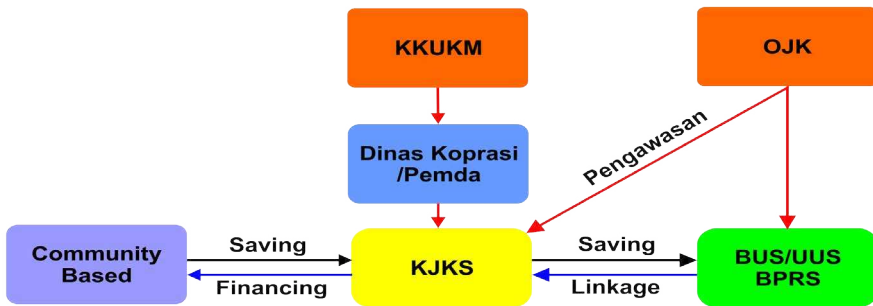 KKUKM
OJK
Pengawasan
Dinas Koprasi
/Pemda
Community
Based
Saving
Financing
KJKS
Saving
Linkage
BUS/UUS
BPRS